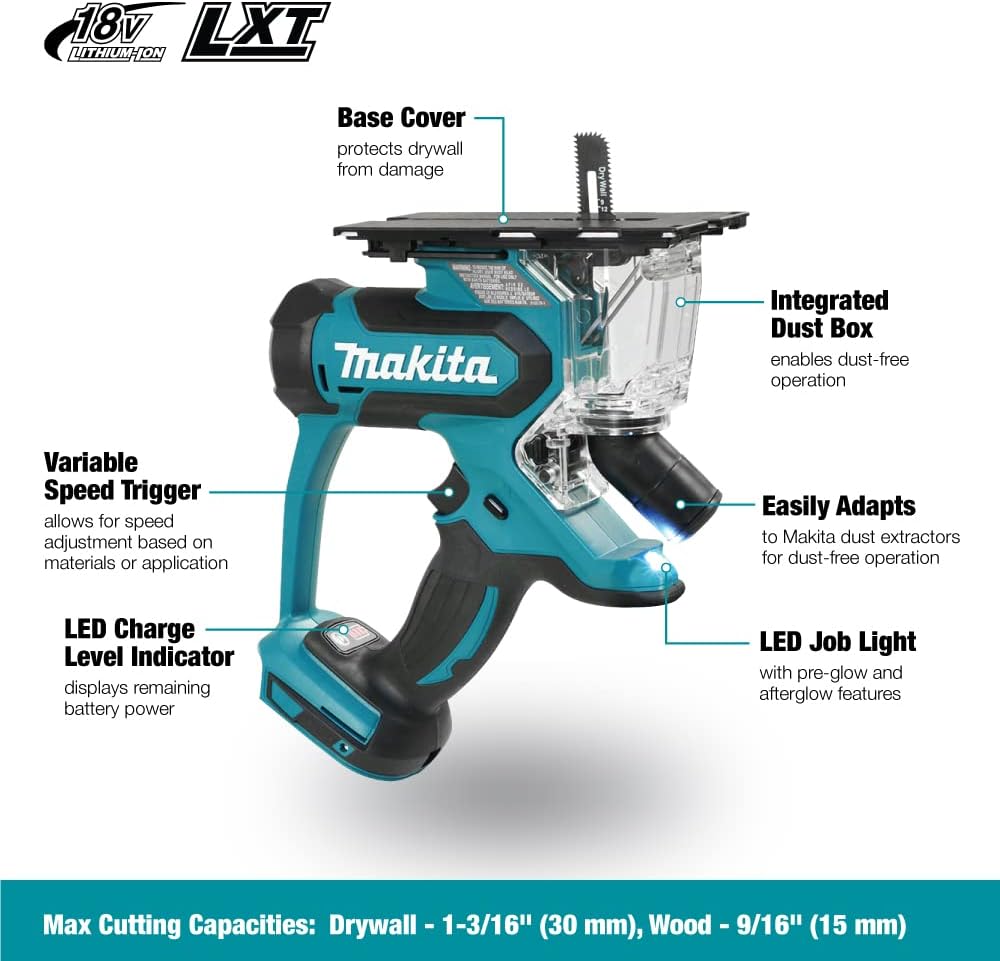 18V
LITHIUM-ION
LXT
Base Cover
protects drywall
from damage
DryWall
Integrated
Dust Box
enables dust-free
operation
makita
Variable
Speed Trigger
allows for speed
adjustment based on
materials or application
Easily Adapts
to Makita dust extractors
for dust-free operation
LED Charge
Level Indicator
displays remaining
battery power
LED Job Light
with pre-glow and
afterglow features
Max Cutting Capacities: Drywall - 1-3/16" (30 mm), Wood - 9/16" (15 mm)